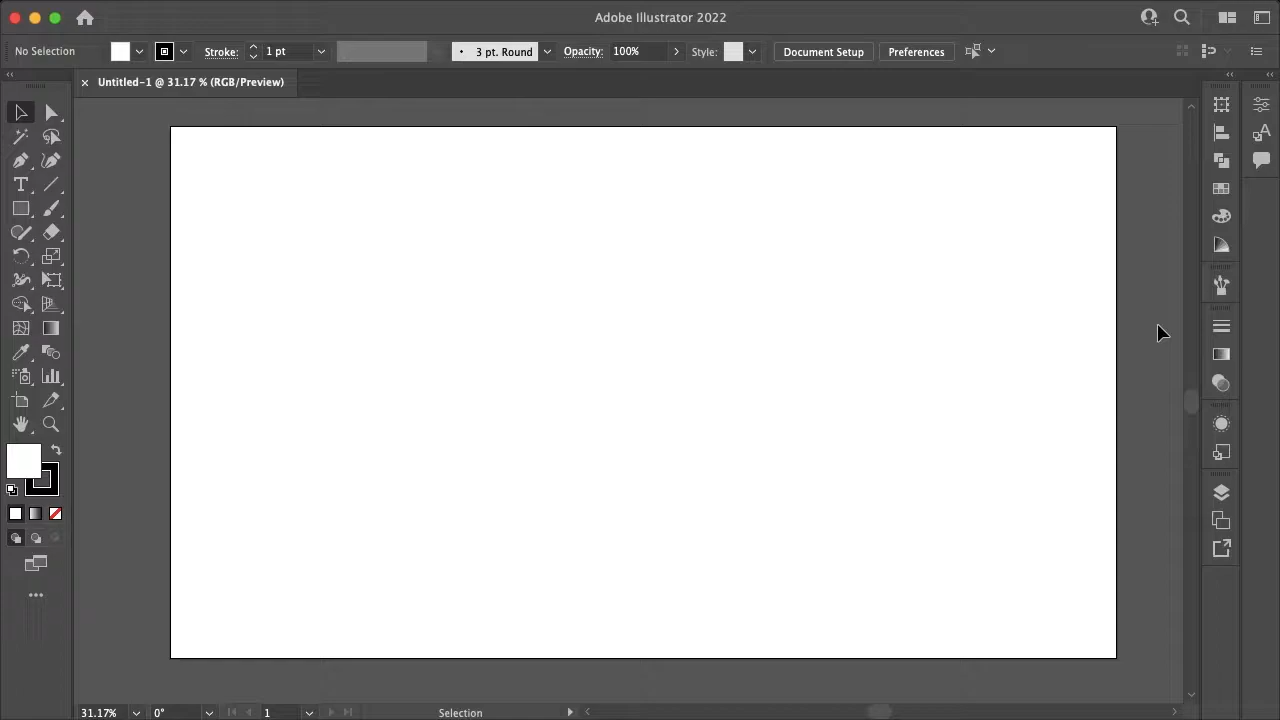 Adobe Illustrator 2022
No Selection Stroke: 1 pt 3 pt. Round Opacity: 100% Style: Document Setup Preferences
Untitled-1 @ 31.17 % (RGB/Preview)
31.17% 0° 1 Selection